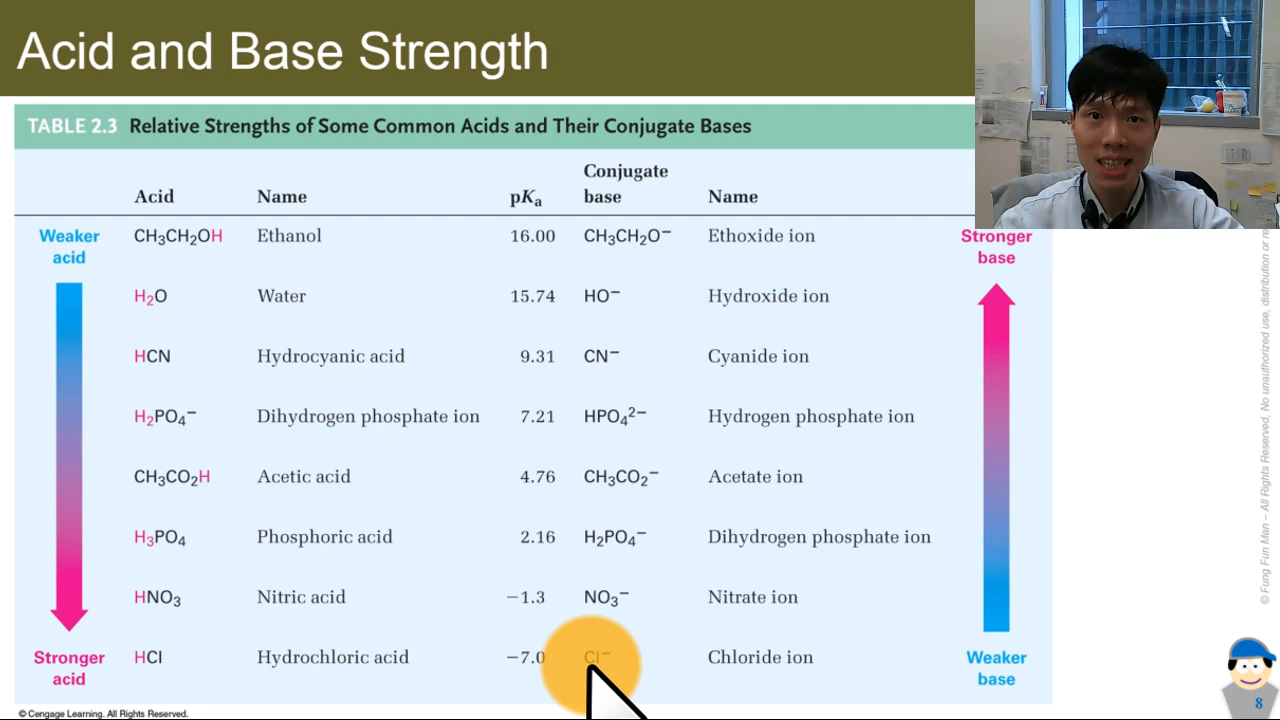 Acid and Base Strength
TABLE 2.3 Relative Strengths of Some Common Acids and Their Conjugate Bases
Acid Name pKₐ Conjugate base Name
Weaker acid
Stronger base
CH₃CH₂OH Ethanol 16.00 CH₃CH₂O⁻ Ethoxide ion
H₂O Water 15.74 HO⁻ Hydroxide ion
HCN Hydrocyanic acid 9.31 CN⁻ Cyanide ion
H₂PO₄⁻ Dihydrogen phosphate ion 7.21 HPO₄²⁻ Hydrogen phosphate ion
CH₃CO₂H Acetic acid 4.76 CH₃CO₂⁻ Acetate ion
H₃PO₄ Phosphoric acid 2.16 H₂PO₄⁻ Dihydrogen phosphate ion
HNO₃ Nitric acid −1.3 NO₃⁻ Nitrate ion
HCl Hydrochloric acid −7.0 Cl⁻ Chloride ion
Stronger acid
Weaker base
© Cengage Learning. All Rights Reserved.
© Fung Fun Man – All Rights Reserved. No unauthorized use, distribution or
8